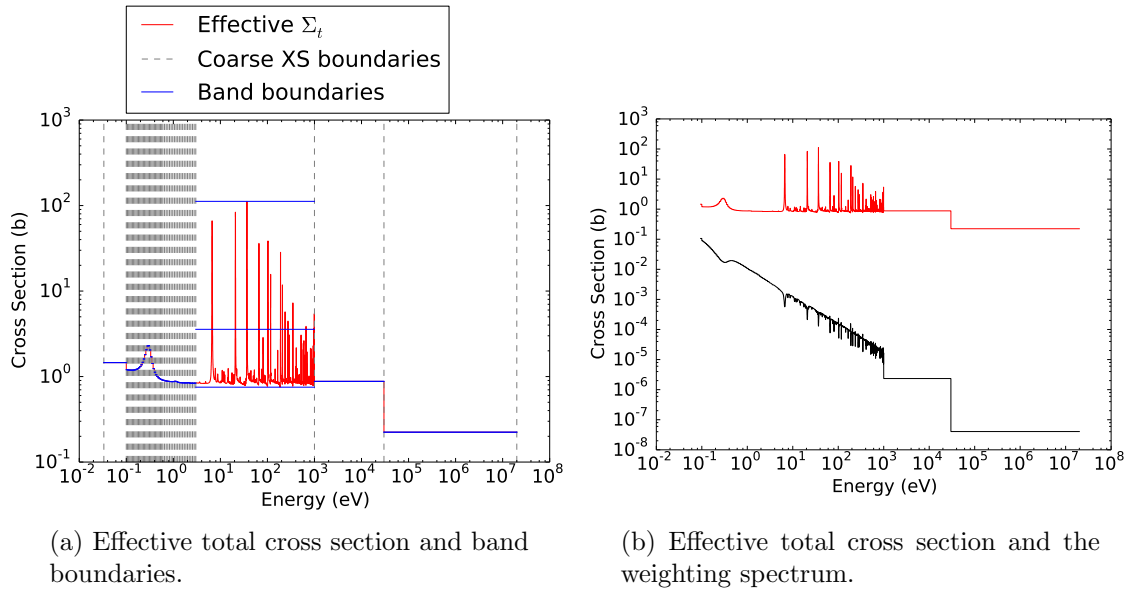 Effective Σt
Coarse XS boundaries
Band boundaries
10^3
10^2
10^1
10^0
10^-1
Cross Section (b)
10^-2 10^-1 10^0 10^1 10^2 10^3 10^4 10^5 10^6 10^7 10^8
Energy (eV)
(a) Effective total cross section and band
boundaries.
10^3
10^2
10^1
10^0
10^-1
10^-2
10^-3
10^-4
10^-5
10^-6
10^-7
10^-8
Cross Section (b)
10^-2 10^-1 10^0 10^1 10^2 10^3 10^4 10^5 10^6 10^7 10^8
Energy (eV)
(b) Effective total cross section and the
weighting spectrum.